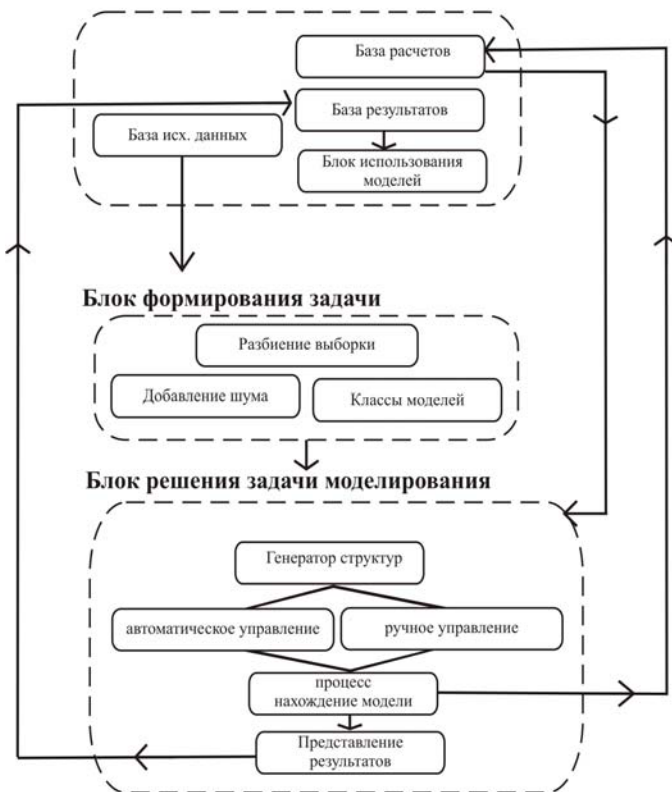 База расчетов
База результатов
База исх. данных
Блок использования
моделей
Блок формирования задачи
Разбиение выборки
Добавление шума
Классы моделей
Блок решения задачи моделирования
Генератор структур
автоматическое управление
ручное управление
процесс
нахождение модели
Представление
результатов